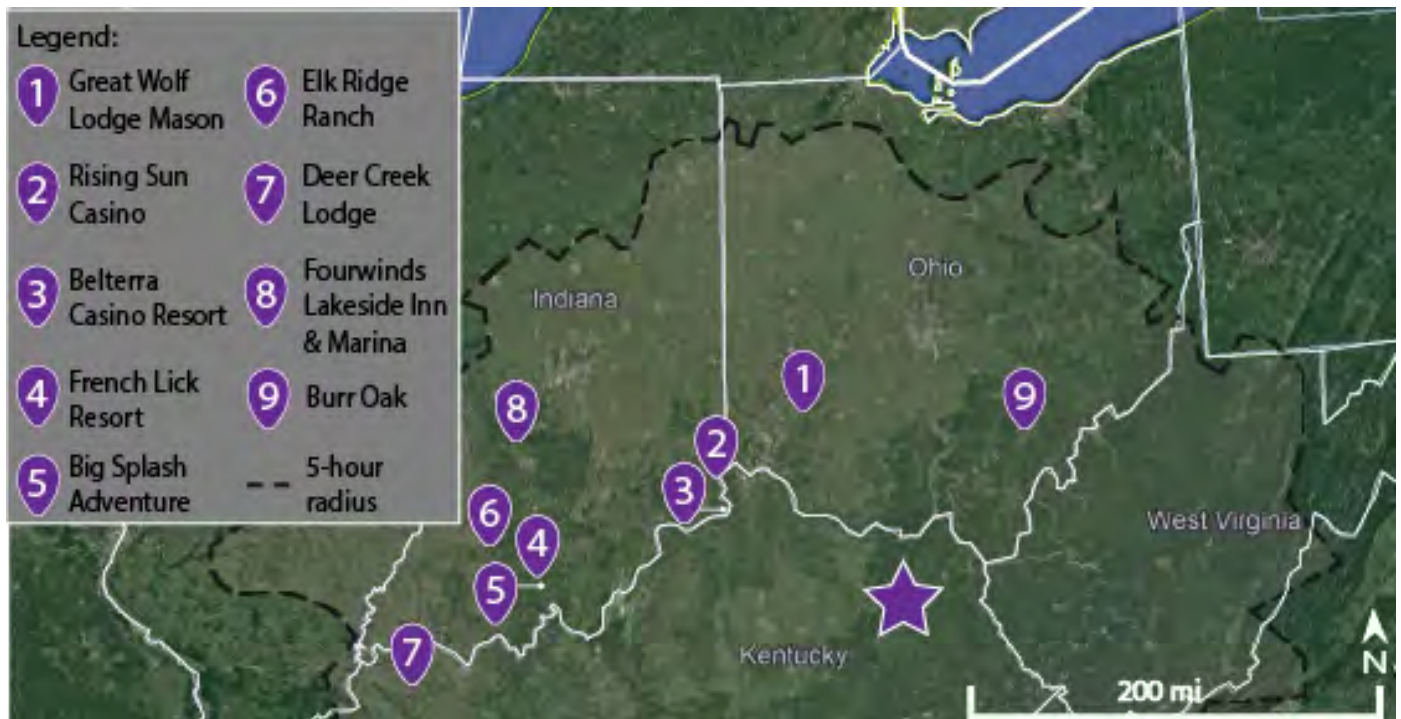 Legend:
1 Great Wolf
Lodge Mason
2 Rising Sun
Casino
3 Belterra
Casino Resort
4 French Lick
Resort
5 Big Splash
Adventure
6 Elk Ridge
Ranch
7 Deer Creek
Lodge
8 Fourwinds
Lakeside Inn
& Marina
9 Burr Oak
5-hour
radius
Indiana
Ohio
West Virginia
Kentucky
1
2
3
4
5
6
7
8
9
N
200 mi